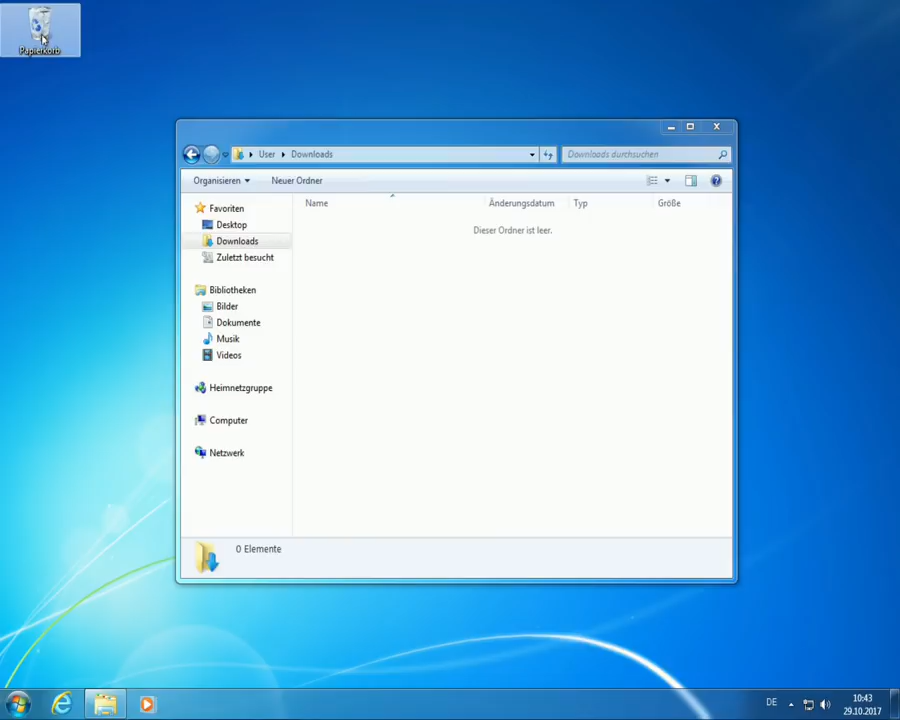 Papierkorb
User Downloads
Downloads durchsuchen
Organisieren Neuer Ordner
Name Änderungsdatum Typ Größe
Dieser Ordner ist leer.
Favoriten
Desktop
Downloads
Zuletzt besucht
Bibliotheken
Bilder
Dokumente
Musik
Videos
Heimnetzgruppe
Computer
Netzwerk
0 Elemente
DE
10:43
29.10.2017